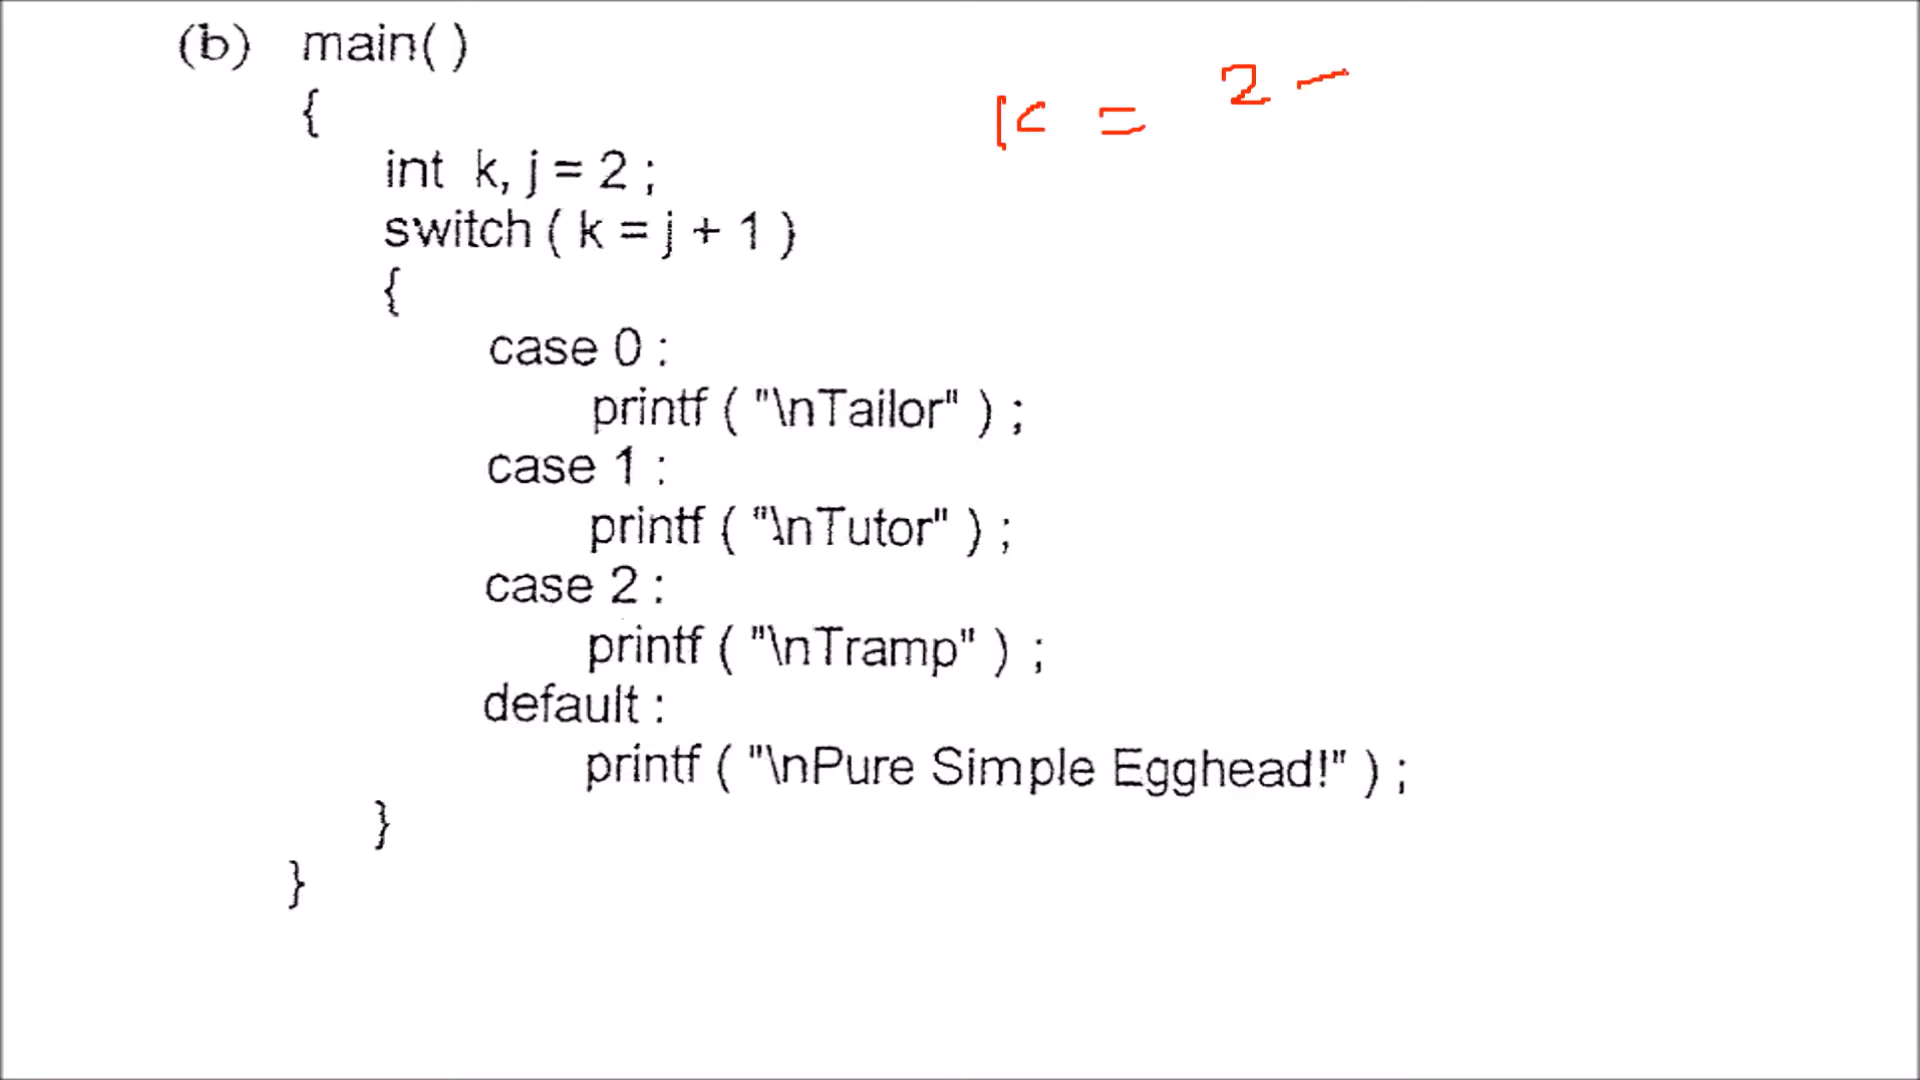 (b) main( )
K = 2 -
{
int k, j = 2 ;
switch ( k = j + 1 )
{
case 0 :
printf ( "\nTailor" ) ;
case 1 :
printf ( "\nTutor" ) ;
case 2 :
printf ( "\nTramp" ) ;
default :
printf ( "\nPure Simple Egghead!" ) ;
}
}